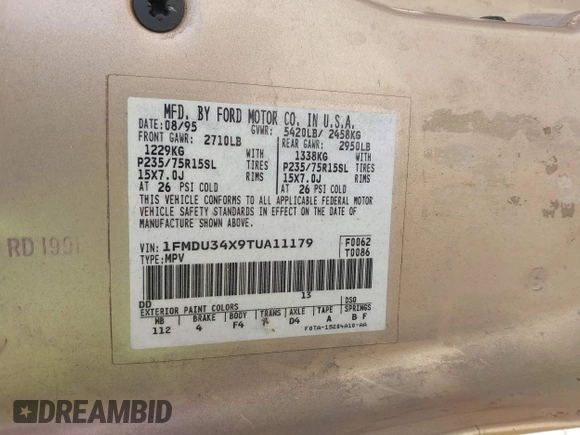 MFD. BY FORD MOTOR CO. IN U.S.A.
DATE: 08/95 GVWR: 5420LB/ 2458KG
FRONT GAWR: 2710LB REAR GAWR: 2950LB
1229KG WITH 1338KG WITH
P235/75R15SL TIRES P235/75R15SL TIRES
15X7.0J RIMS 15X7.0J RIMS
AT 26 PSI COLD AT 26 PSI COLD
THIS VEHICLE CONFORMS TO ALL APPLICABLE FEDERAL MOTOR
VEHICLE SAFETY STANDARDS IN EFFECT ON THE DATE OF
MANUFACTURE SHOWN ABOVE.
VIN: 1FMDU34X9TUA11179 F0062
TYPE: MPV T0086
13
DD DSO
EXTERIOR PAINT COLORS
WB BRAKE BODY TR AXLE TAPE SPRINGS
112 4 F4 D4 A B F
RD
DREAMBID